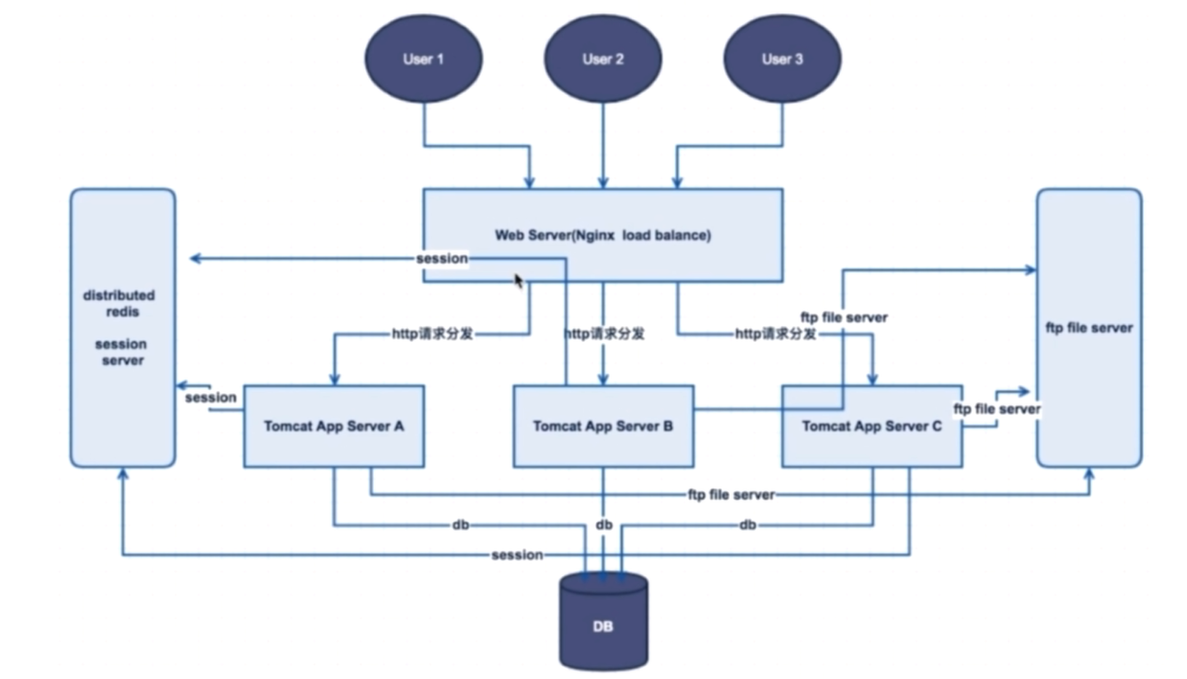 User 1
User 2
User 3
Web Server(Nginx load balance)
session
distributed
redis
session
server
http请求分发
http请求分发
http请求分发
ftp file server
ftp file server
session
Tomcat App Server A
Tomcat App Server B
Tomcat App Server C
ftp file server
ftp file server
db
db
db
session
DB